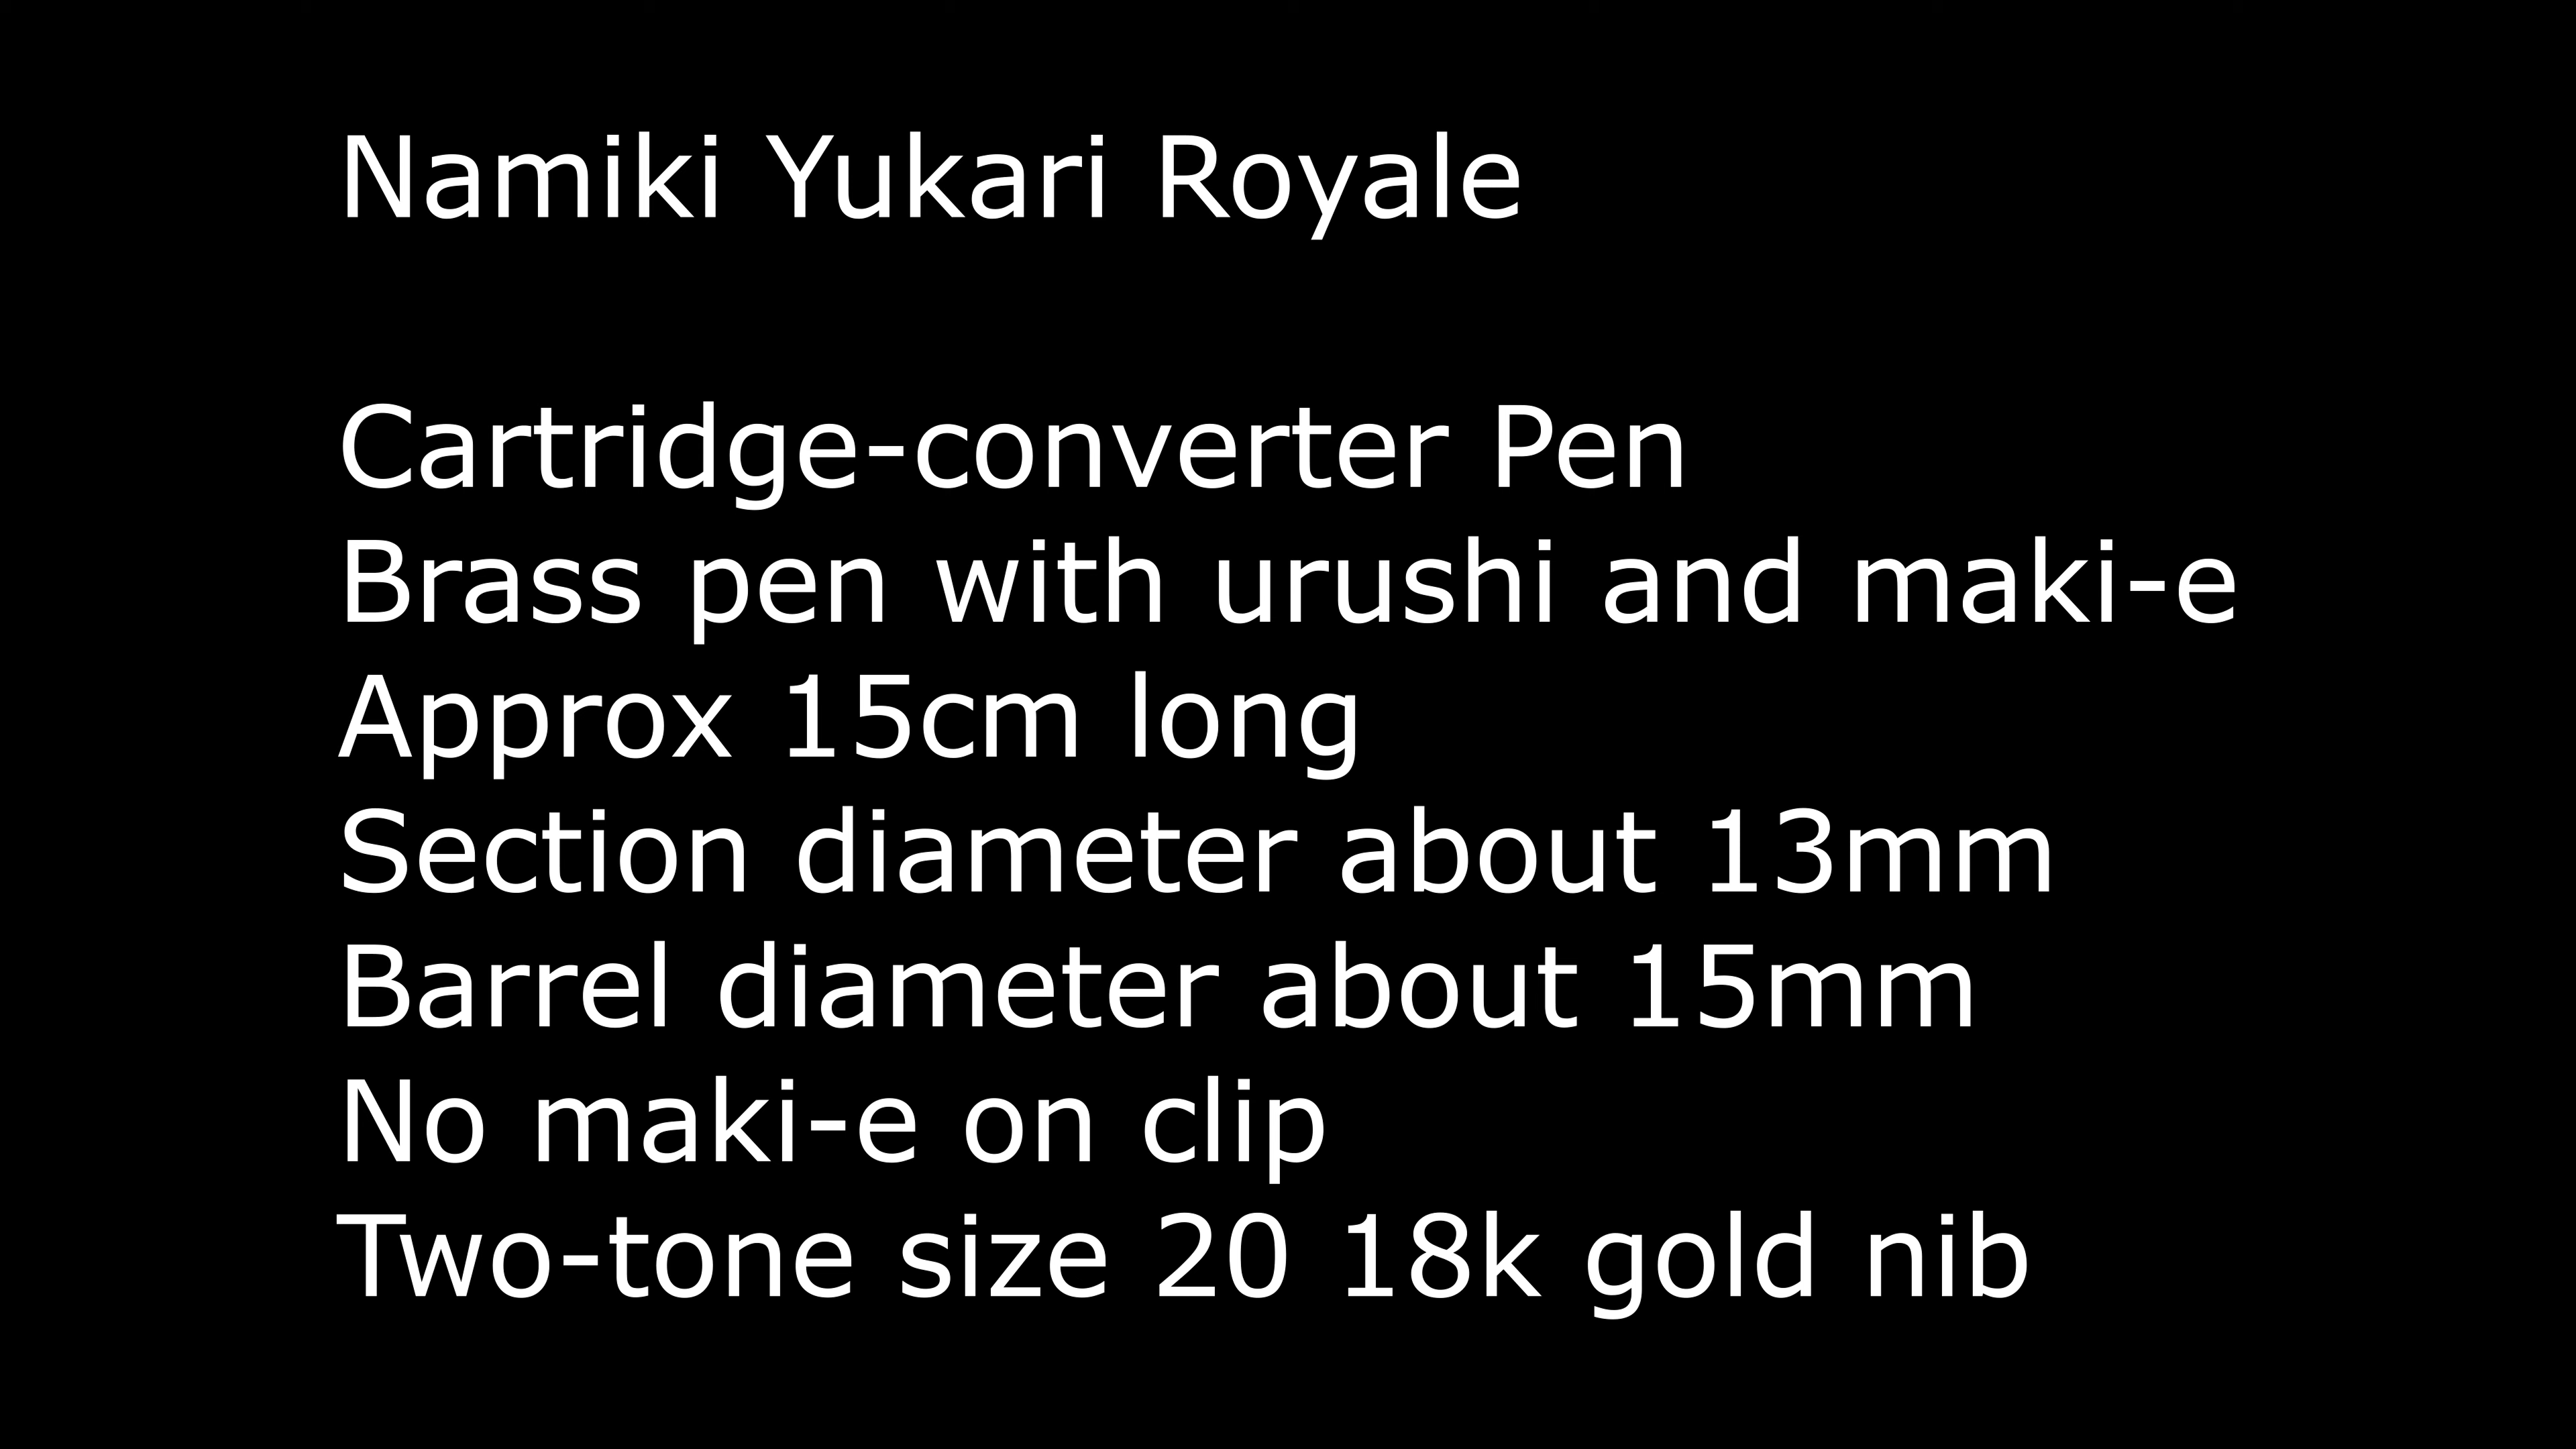 Namiki Yukari Royale
Cartridge-converter Pen
Brass pen with urushi and maki-e
Approx 15cm long
Section diameter about 13mm
Barrel diameter about 15mm
No maki-e on clip
Two-tone size 20 18k gold nib